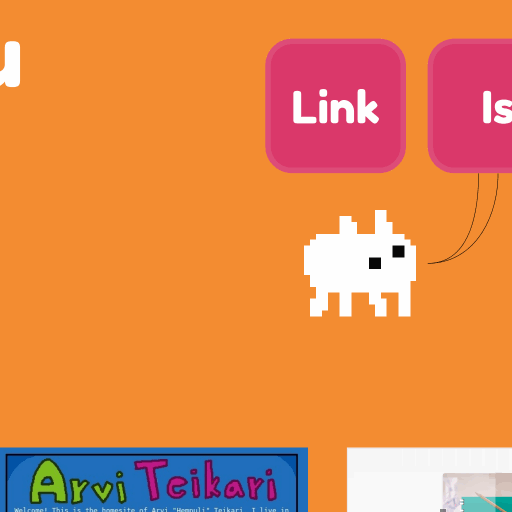 u
Link
Is
Arvi Teikari
Welcome! This is the homesite of Arvi "Hempuli" Teikari. I live in